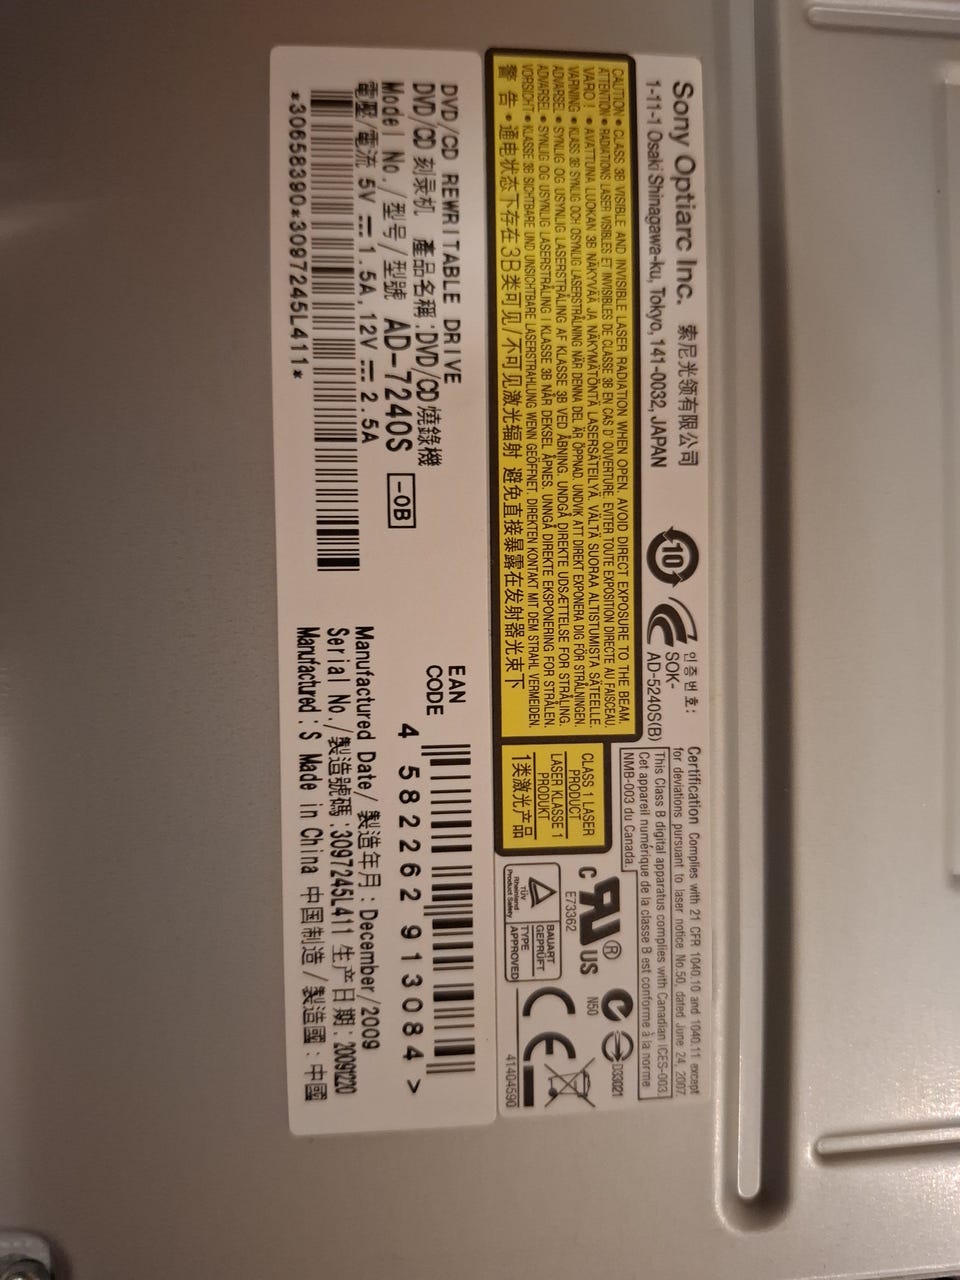 Sony Optiarc Inc. 索尼光领有限公司
1-11-1 Osaki Shinagawa-ku, Tokyo, 141-0032, JAPAN
10
인증번호:
SOK-
AD-5240S(B)
Certification Complies with 21 CFR 1040.10 and 1040.11 except
for deviations pursuant to laser notice No.50, dated June 24, 2007.
This Class B digital apparatus complies with Canadian ICES-003.
Cet appareil numérique de la classe B est conforme à la norme
NMB-003 du Canada.
CAUTION • CLASS 3B VISIBLE AND INVISIBLE LASER RADIATION WHEN OPEN. AVOID DIRECT EXPOSURE TO THE BEAM.
ATTENTION • RADIATIONS LASER VISIBLES ET INVISIBLES DE CLASSE 3B EN CAS D' OUVERTURE. EVITER TOUTE EXPOSITION DIRECTE AU FAISCEAU.
VARO! • AVATTUNA LUOKAN 3B NÄKYVÄÄ JA NÄKYMÄTÖNTÄ LASERSÄTEILYÄ. VÄLTÄ SUORAA ALTISTUMISTA SÄTEELLE.
VARNING • KLASS 3B SYNLIG OCH OSYNLIG LASERSTRÅLNING NÄR DENNA DEL ÄR ÖPPNAD. UNDVIK ATT DIREKT EXPONERA DIG FÖR STRÅLNINGEN.
ADVARSEL • SYNLIG OG USYNLIG LASERSTRÅLING AF KLASSE 3B VED ÅBNING. UNDGÅ DIREKTE UDSÆTTELSE FOR STRÅLING.
ADVARSEL • SYNLIG OG USYNLIG LASERSTRÅLING I KLASSE 3B NÅR DEKSEL ÅPNES. UNNGÅ DIREKTE EKSPONERING FOR STRÅLEN.
VORSICHT • KLASSE 3B SICHTBARE UND UNSICHTBARE LASERSTRAHLUNG WENN GEÖFFNET. DIREKTEN KONTAKT MIT DEM STRAHL VERMEIDEN.
警告 • 通电状态下存在3B类可见/不可见激光辐射 避免直接暴露在发射器光束下
CLASS 1 LASER
PRODUCT
LASER KLASSE 1
PRODUKT
1类激光产品
C RU US ®
E73362
N50
D33021
TÜV
Rheinland
Product Safety
BAUART
GEPRÜFT
TYPE
APPROVED
CE
41404590
DVD/CD REWRITABLE DRIVE
DVD/CD 刻录机 產品名稱:DVD/CD燒錄機
Model No./型号/型號 AD-7240S -0B
電壓/電流 5V ⎓ 1.5A, 12V ⎓ 2.5A
*30658390*3097245L411*
EAN
CODE
4 582262 913084 >
Manufactured Date/ 製造年月: December/2009
Serial No./製造號碼:3097245L411 生产日期: 20091220
Manufactured: S Made in China 中国制造/製造國: 中國